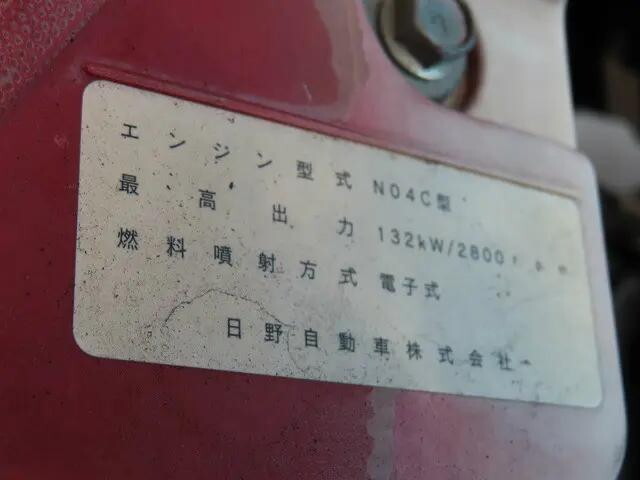 エンジン型式 N04C型
最高出力 132kW/2800rpm
燃料噴射方式 電子式
日野自動車株式会社